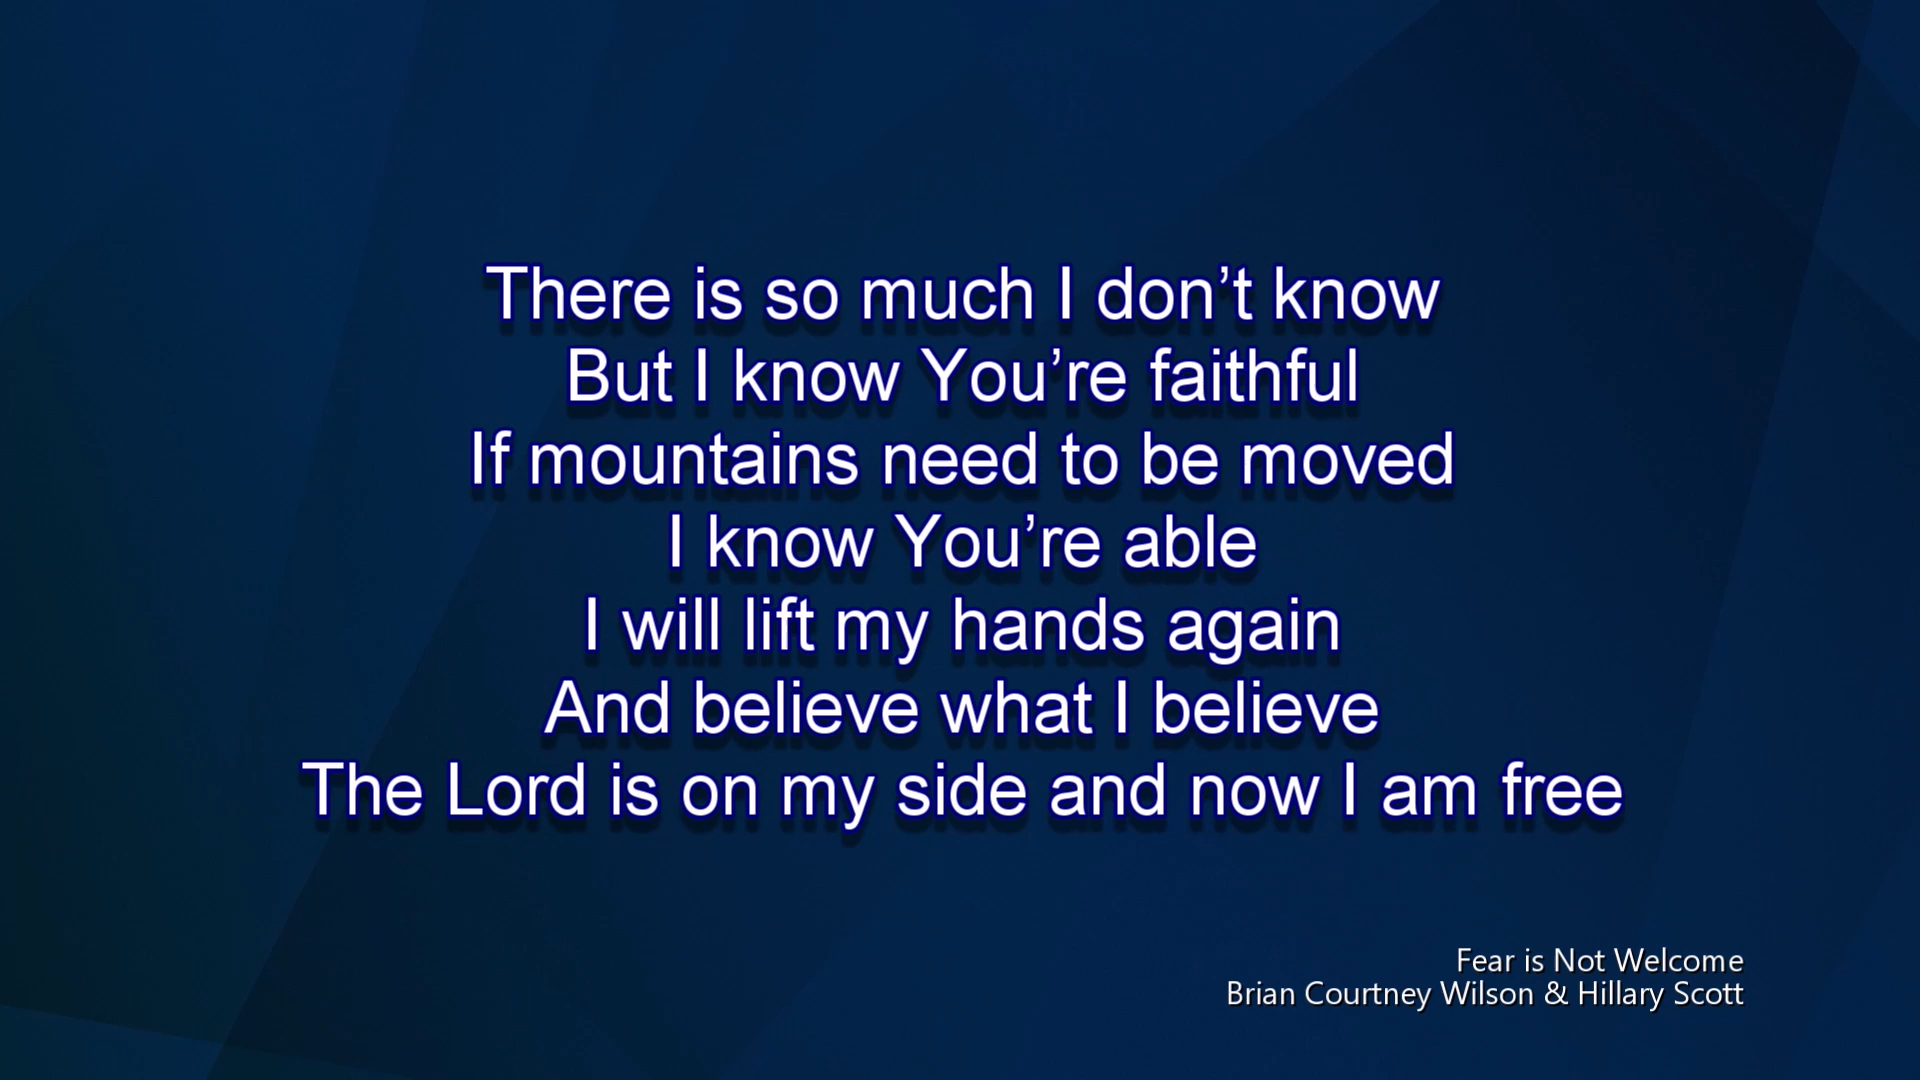 There is so much I don’t know
But I know You’re faithful
If mountains need to be moved
I know You’re able
I will lift my hands again
And believe what I believe
The Lord is on my side and now I am free
Fear is Not Welcome
Brian Courtney Wilson & Hillary Scott